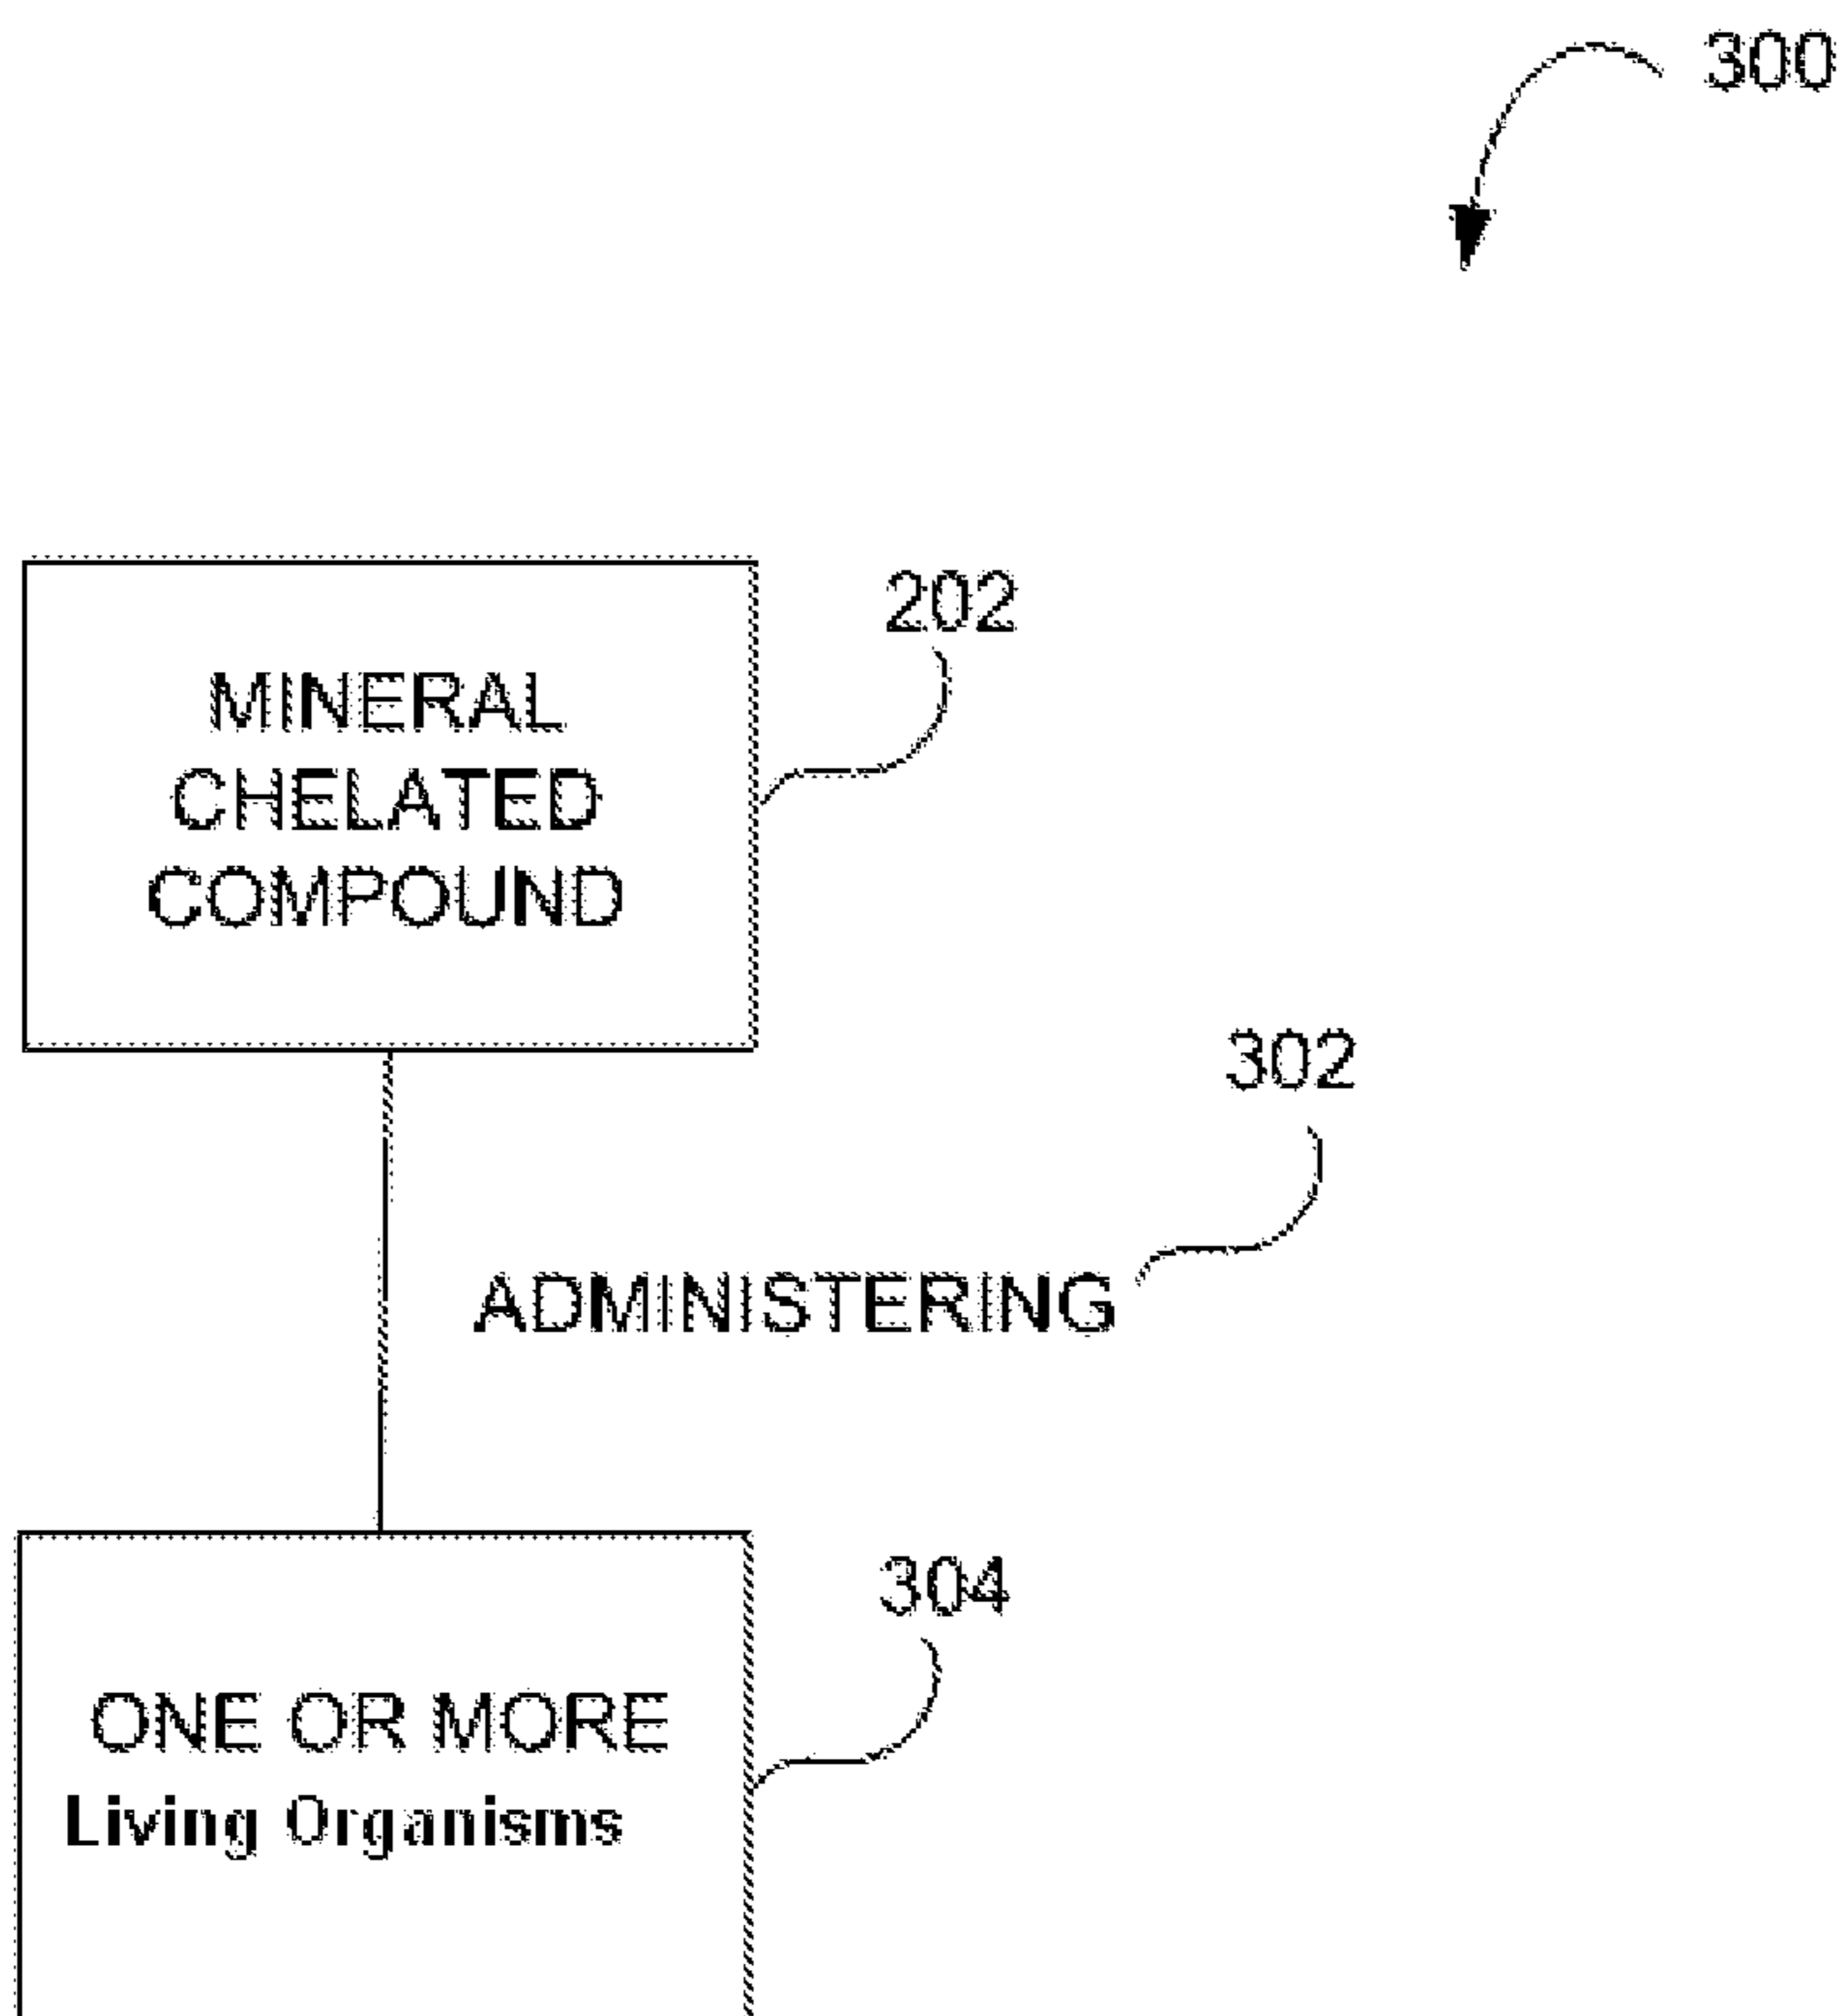 300
202
MINERAL
CHELATED
COMPOUND
302
ADMINISTERING
304
ONE OR MORE
Living Organisms